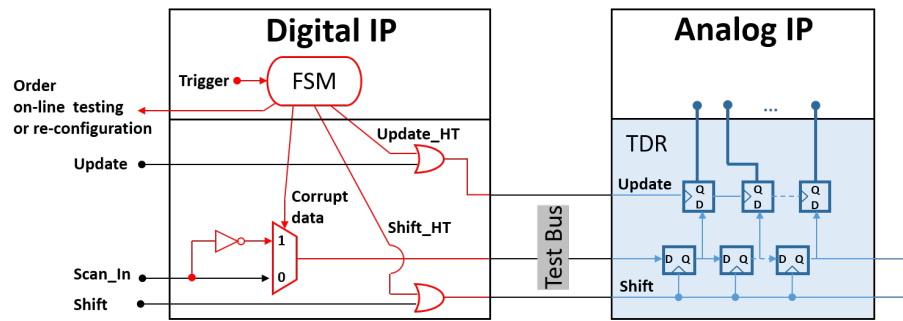 Digital IP
Analog IP
Trigger
FSM
Order
on-line testing
or re-configuration
Update_HT
Update
Corrupt
data
Shift_HT
1
0
Scan_In
Shift
Test Bus
...
TDR
Update
Q
D
Q
D
Q
D
D Q
D Q
D Q
Shift